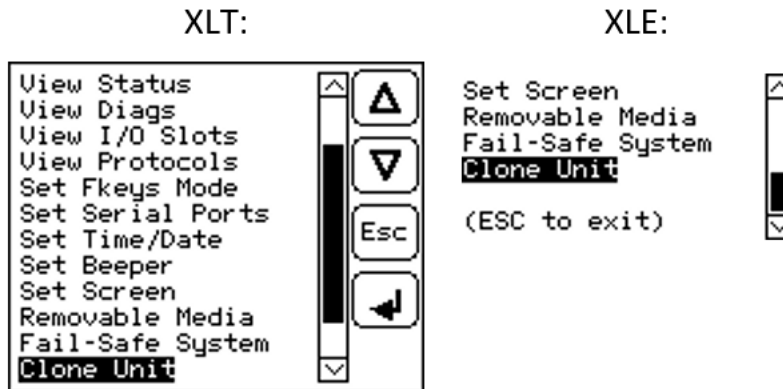 XLT:
View Status
View Diags
View I/O Slots
View Protocols
Set Fkeys Mode
Set Serial Ports
Set Time/Date
Set Beeper
Set Screen
Removable Media
Fail-Safe System
Clone Unit
Esc
XLE:
Set Screen
Removable Media
Fail-Safe System
Clone Unit
(ESC to exit)